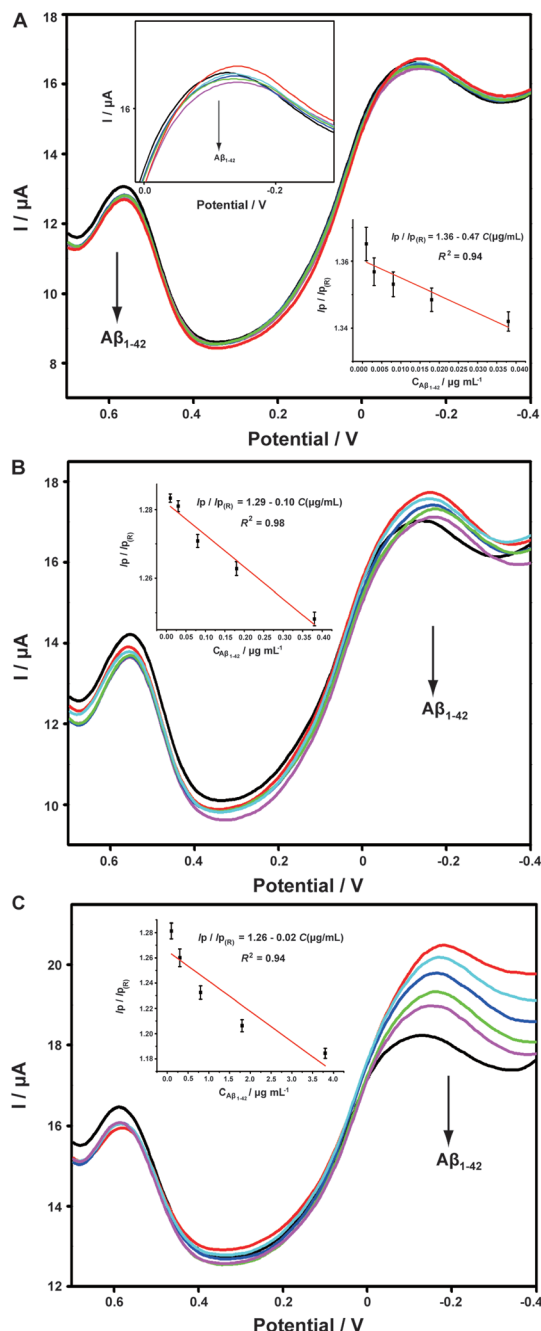 A
18
16
14
12
10
8
I / µA
16
I / µA
Aβ1-42
0.0
-0.2
Potential / V
Ip / Ip(R) = 1.36 - 0.47 C(µg/mL)
R² = 0.94
1.36
1.34
Ip / Ip(R)
0.000 0.005 0.010 0.015 0.020 0.025 0.030 0.035 0.040
CAβ1-42 / µg mL-1
Aβ1-42
0.6 0.4 0.2 0 -0.2 -0.4
Potential / V
B
18
16
14
12
10
I / µA
Ip / Ip(R) = 1.29 - 0.10 C(µg/mL)
R² = 0.98
1.28
1.26
Ip / Ip(R)
0.00 0.05 0.10 0.15 0.20 0.25 0.30 0.35 0.40
CAβ1-42 / µg mL-1
Aβ1-42
0.6 0.4 0.2 0 -0.2 -0.4
Potential / V
C
20
18
16
14
12
I / µA
Ip / Ip(R) = 1.26 - 0.02 C(µg/mL)
R² = 0.94
1.28
1.26
1.24
1.22
1.20
1.18
Ip / Ip(R)
0.0 0.5 1.0 1.5 2.0 2.5 3.0 3.5 4.0
CAβ1-42 / µg mL-1
Aβ1-42
0.6 0.4 0.2 0 -0.2 -0.4
Potential / V